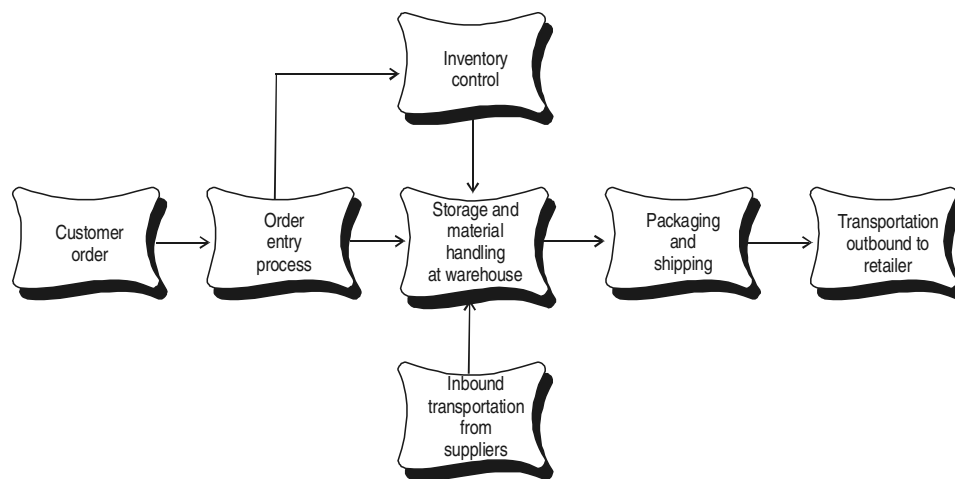 Inventory
control
Customer
order
Order
entry
process
Storage and
material
handling
at warehouse
Packaging
and
shipping
Transportation
outbound to
retailer
Inbound
transportation
from
suppliers